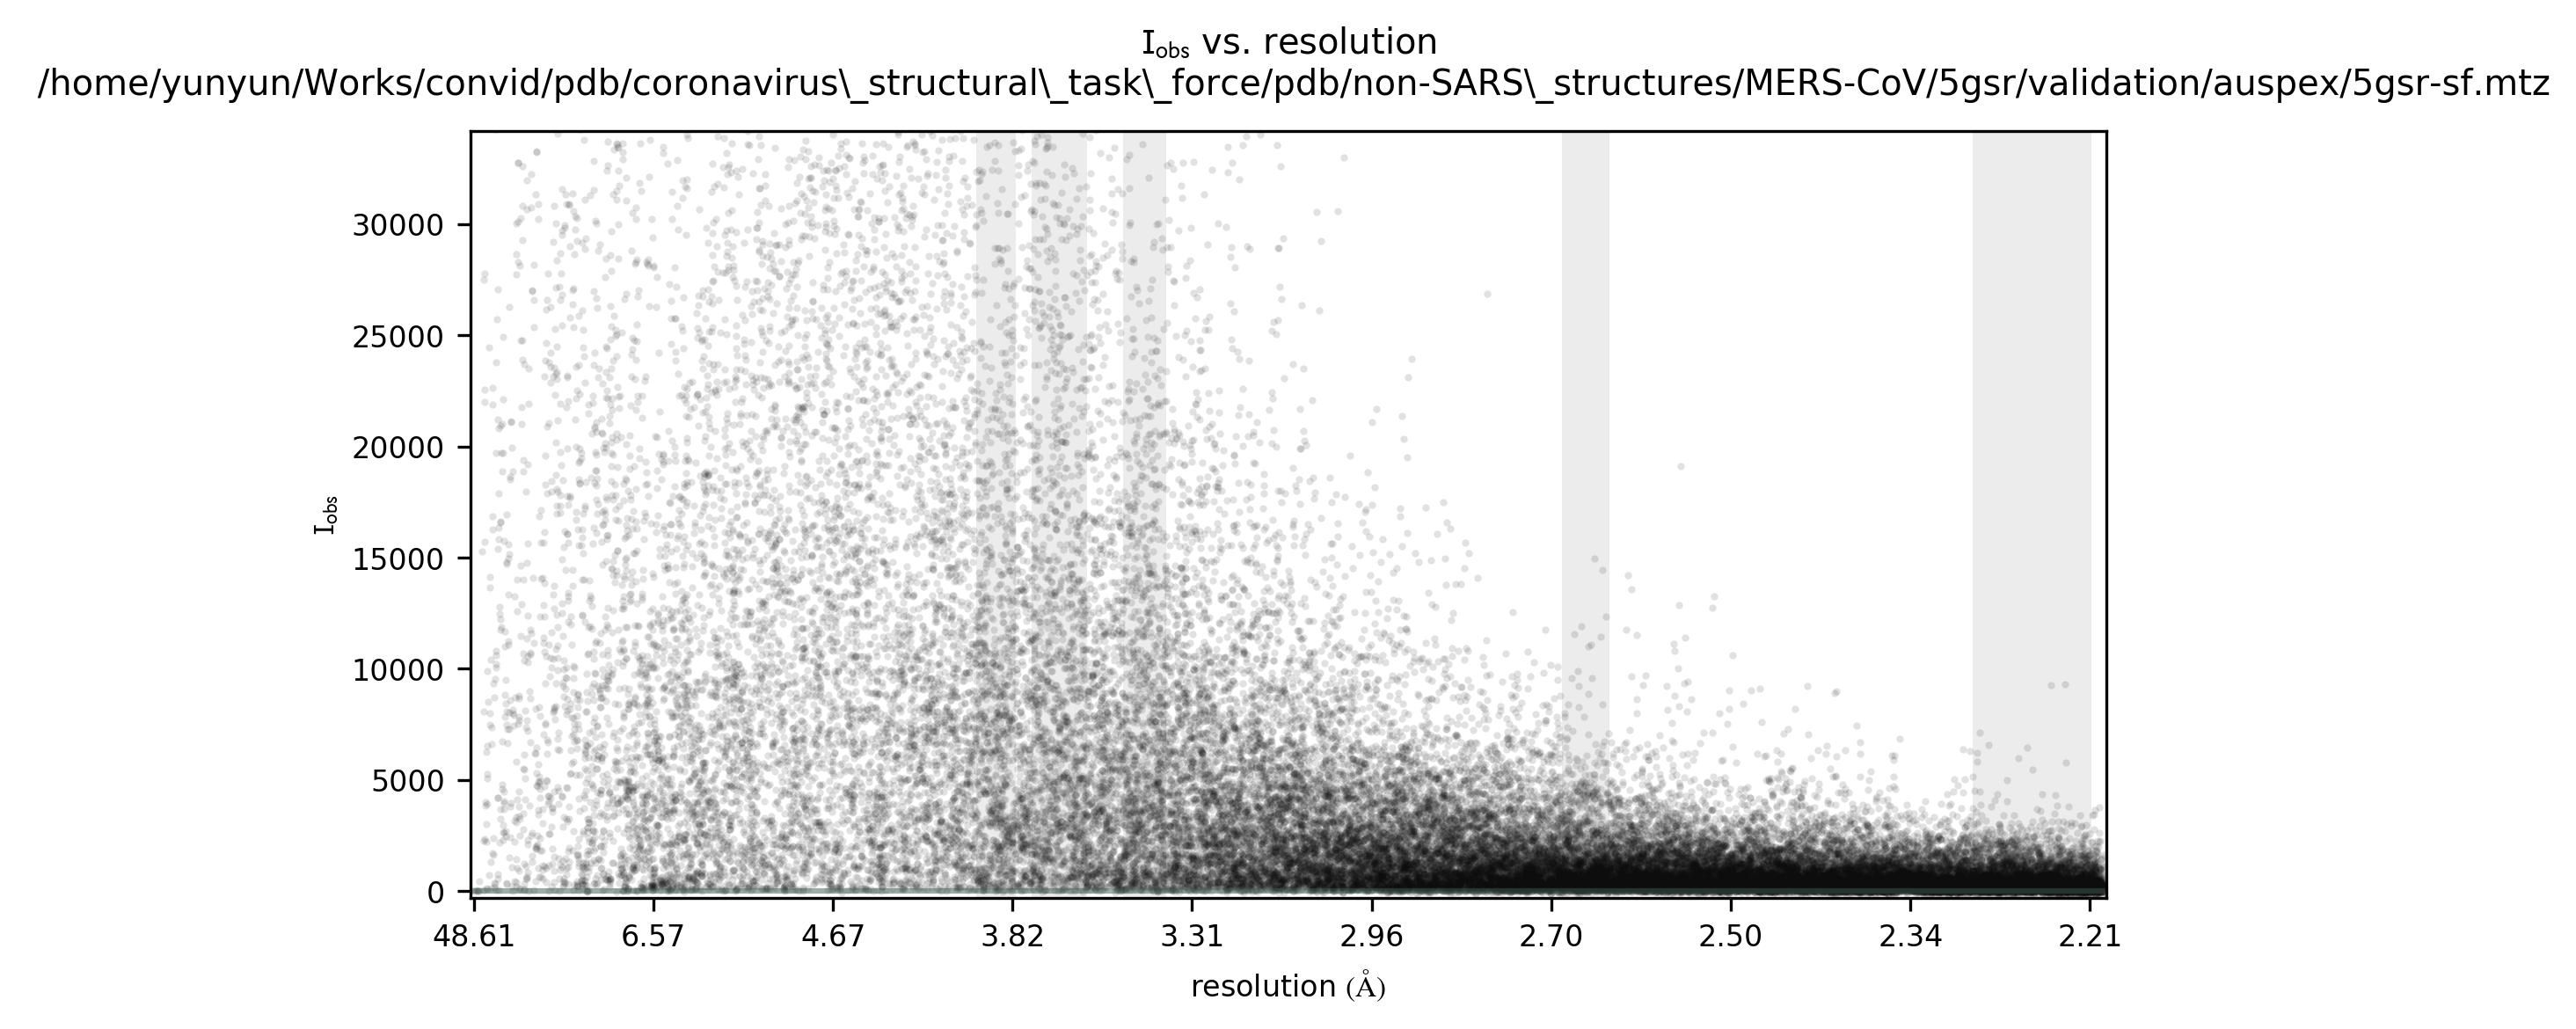 I_obs vs. resolution
/home/yunyun/Works/convid/pdb/coronavirus\_structural\_task\_force/pdb/non-SARS\_structures/MERS-CoV/5gsr/validation/auspex/5gsr-sf.mtz
30000
25000
20000
15000
10000
5000
0
I_obs
48.61 6.57 4.67 3.82 3.31 2.96 2.70 2.50 2.34 2.21
resolution (Å)